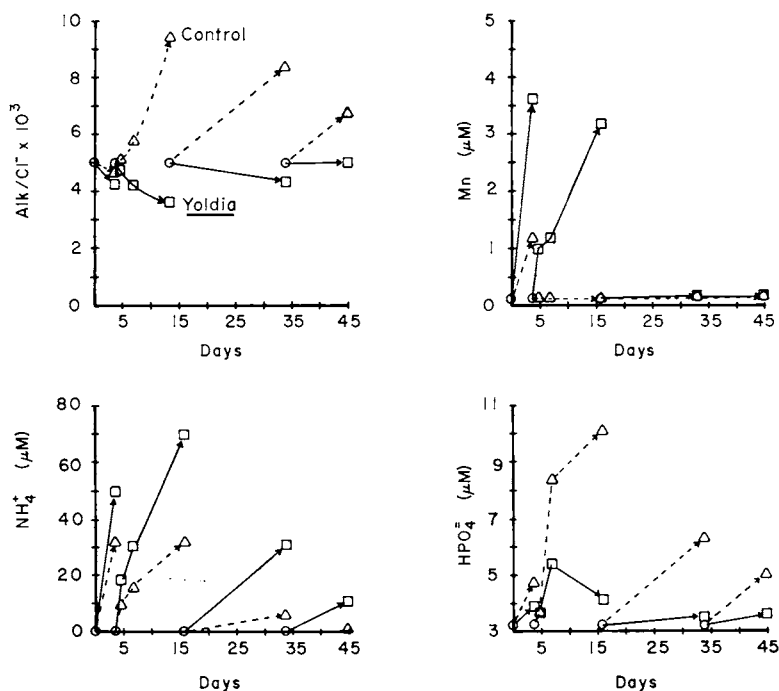 10
8
6
4
2
0
Alk/Cl⁻ x 10³
Control
Yoldia
5 15 25 35 45
Days
5
4
3
2
1
0
Mn (μM)
5 15 25 35 45
Days
80
60
40
20
0
NH₄⁺ (μM)
5 15 25 35 45
Days
11
9
7
5
3
HPO₄⁼ (μM)
5 15 25 35 45
Days